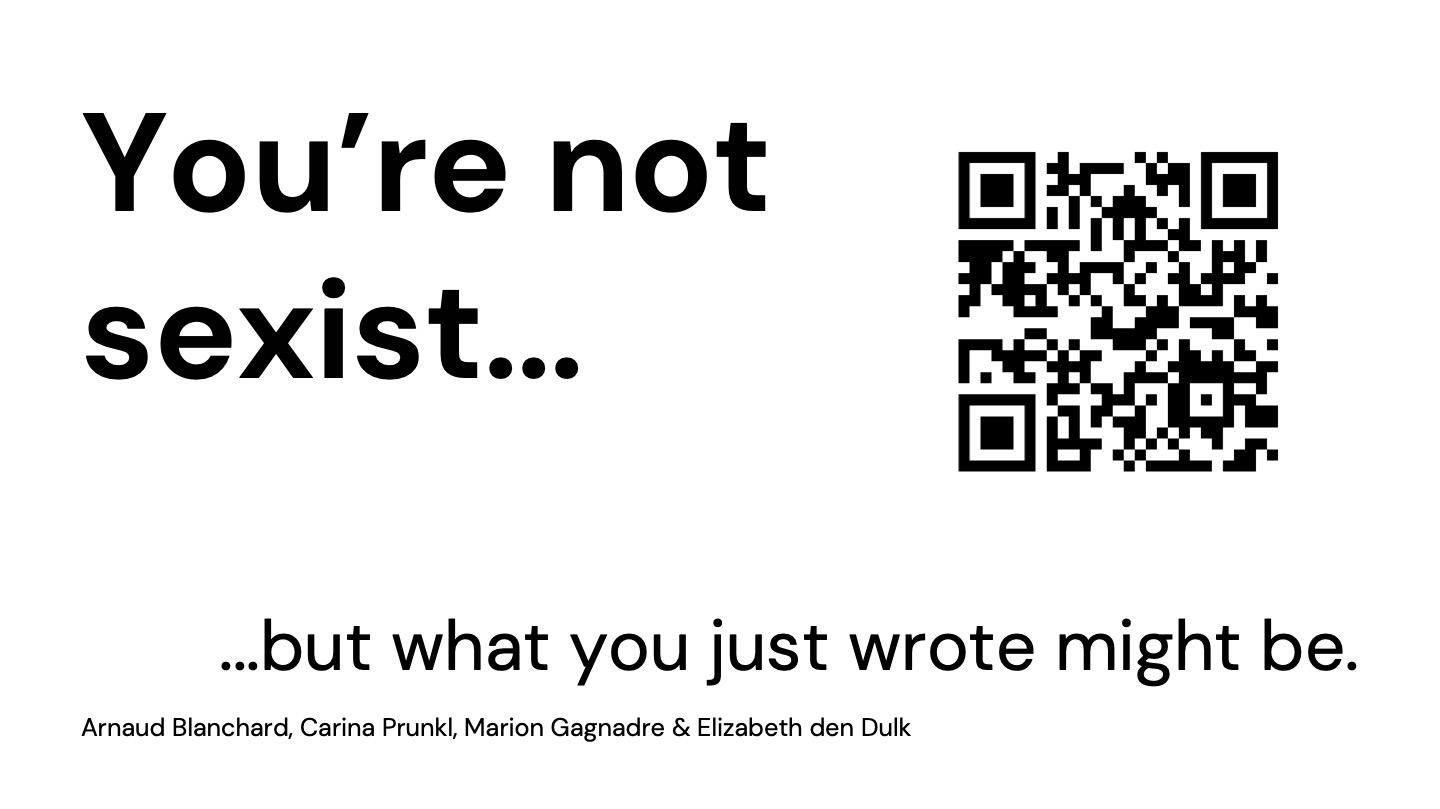 You’re not
sexist...
...but what you just wrote might be.
Arnaud Blanchard, Carina Prunkl, Marion Gagnadre & Elizabeth den Dulk